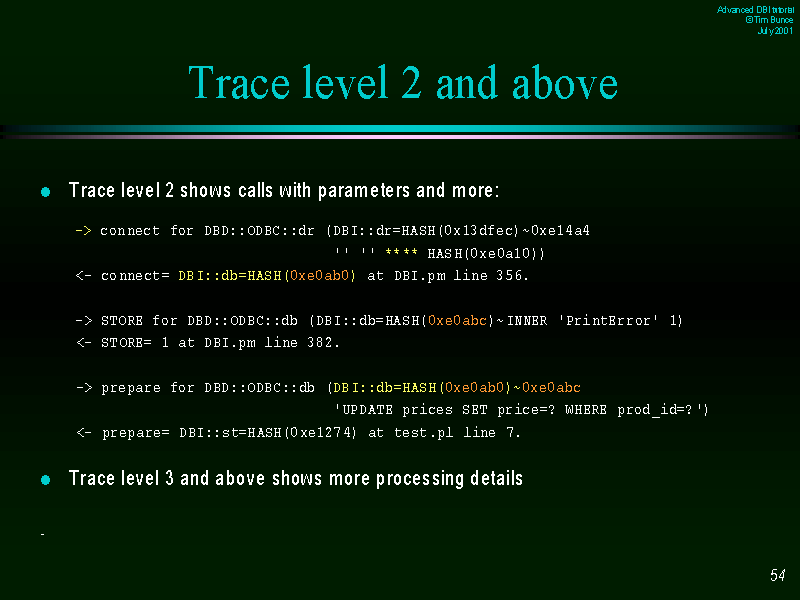 Advanced DBI tutorial
© Tim Bunce
July 2001
Trace level 2 and above
Trace level 2 shows calls with parameters and more:
-> connect for DBD::ODBC::dr (DBI::dr=HASH(0x13dfec)~0xe14a4
'' '' **** HASH(0xe0a10))
<- connect= DBI::db=HASH(0xe0ab0) at DBI.pm line 356.
-> STORE for DBD::ODBC::db (DBI::db=HASH(0xe0abc)~INNER 'PrintError' 1)
<- STORE= 1 at DBI.pm line 382.
-> prepare for DBD::ODBC::db (DBI::db=HASH(0xe0ab0)~0xe0abc
'UPDATE prices SET price=? WHERE prod_id=?')
<- prepare= DBI::st=HASH(0xe1274) at test.pl line 7.
Trace level 3 and above shows more processing details
-
54